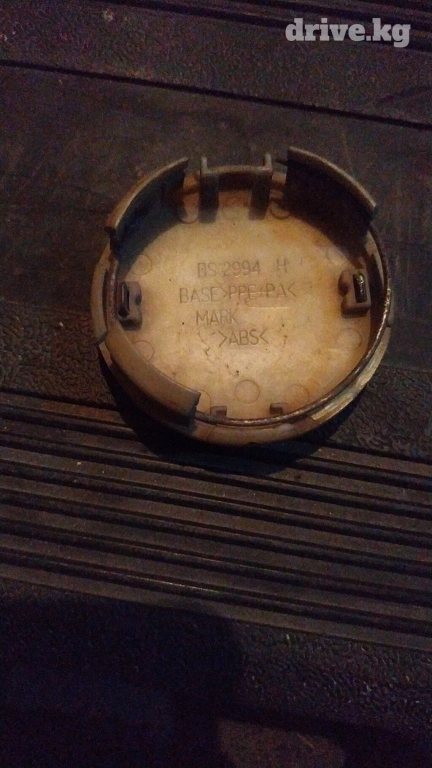 drive.kg
BS 2994 H
BASE>PPE+PA<
MARK
>ABS<